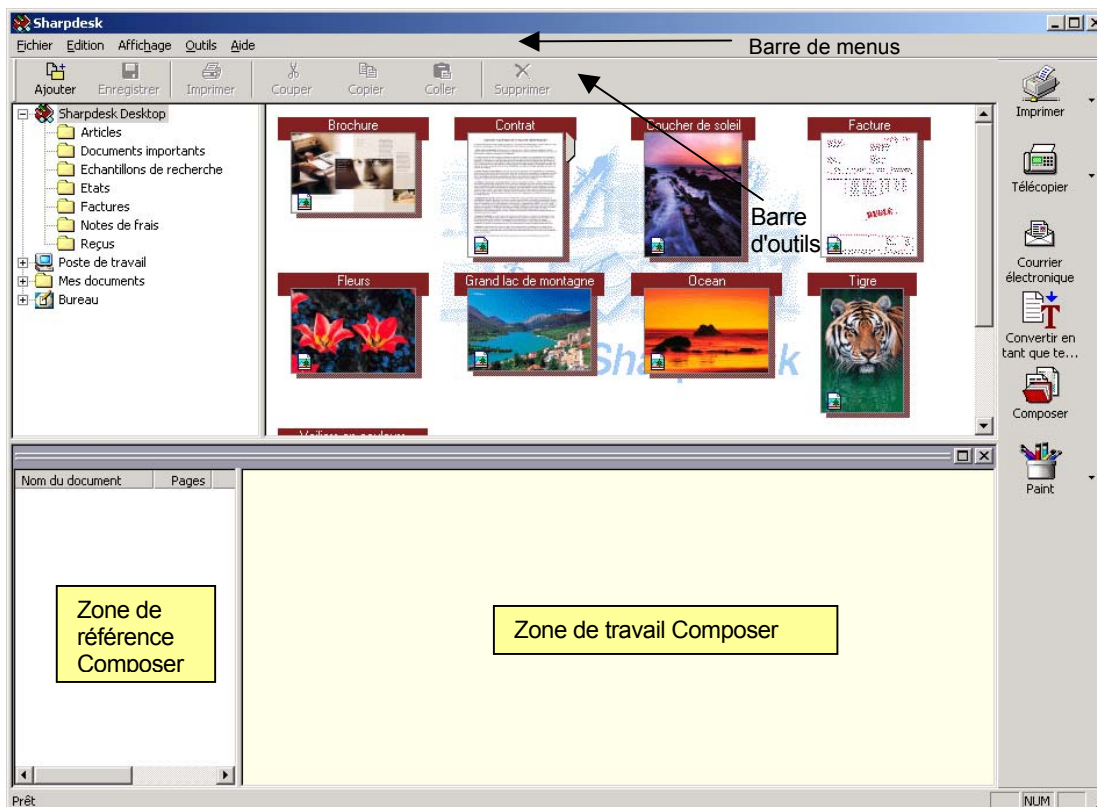 Sharpdesk
Fichier Edition Affichage Outils Aide
Barre de menus
Ajouter Enregistrer Imprimer Couper Copier Coller Supprimer
Sharpdesk Desktop
Articles
Documents importants
Echantillons de recherche
Etats
Factures
Notes de frais
Reçus
Poste de travail
Mes documents
Bureau
Brochure Contrat Coucher de soleil Facture
Barre
d'outils
Fleurs Grand lac de montagne Ocean Tigre
Voiliers en couleurs
Imprimer
Télécopier
Courrier
électronique
Convertir en
tant que te...
Composer
Paint
Nom du document Pages
Zone de
référence
Composer
Zone de travail Composer
Prêt
NUM